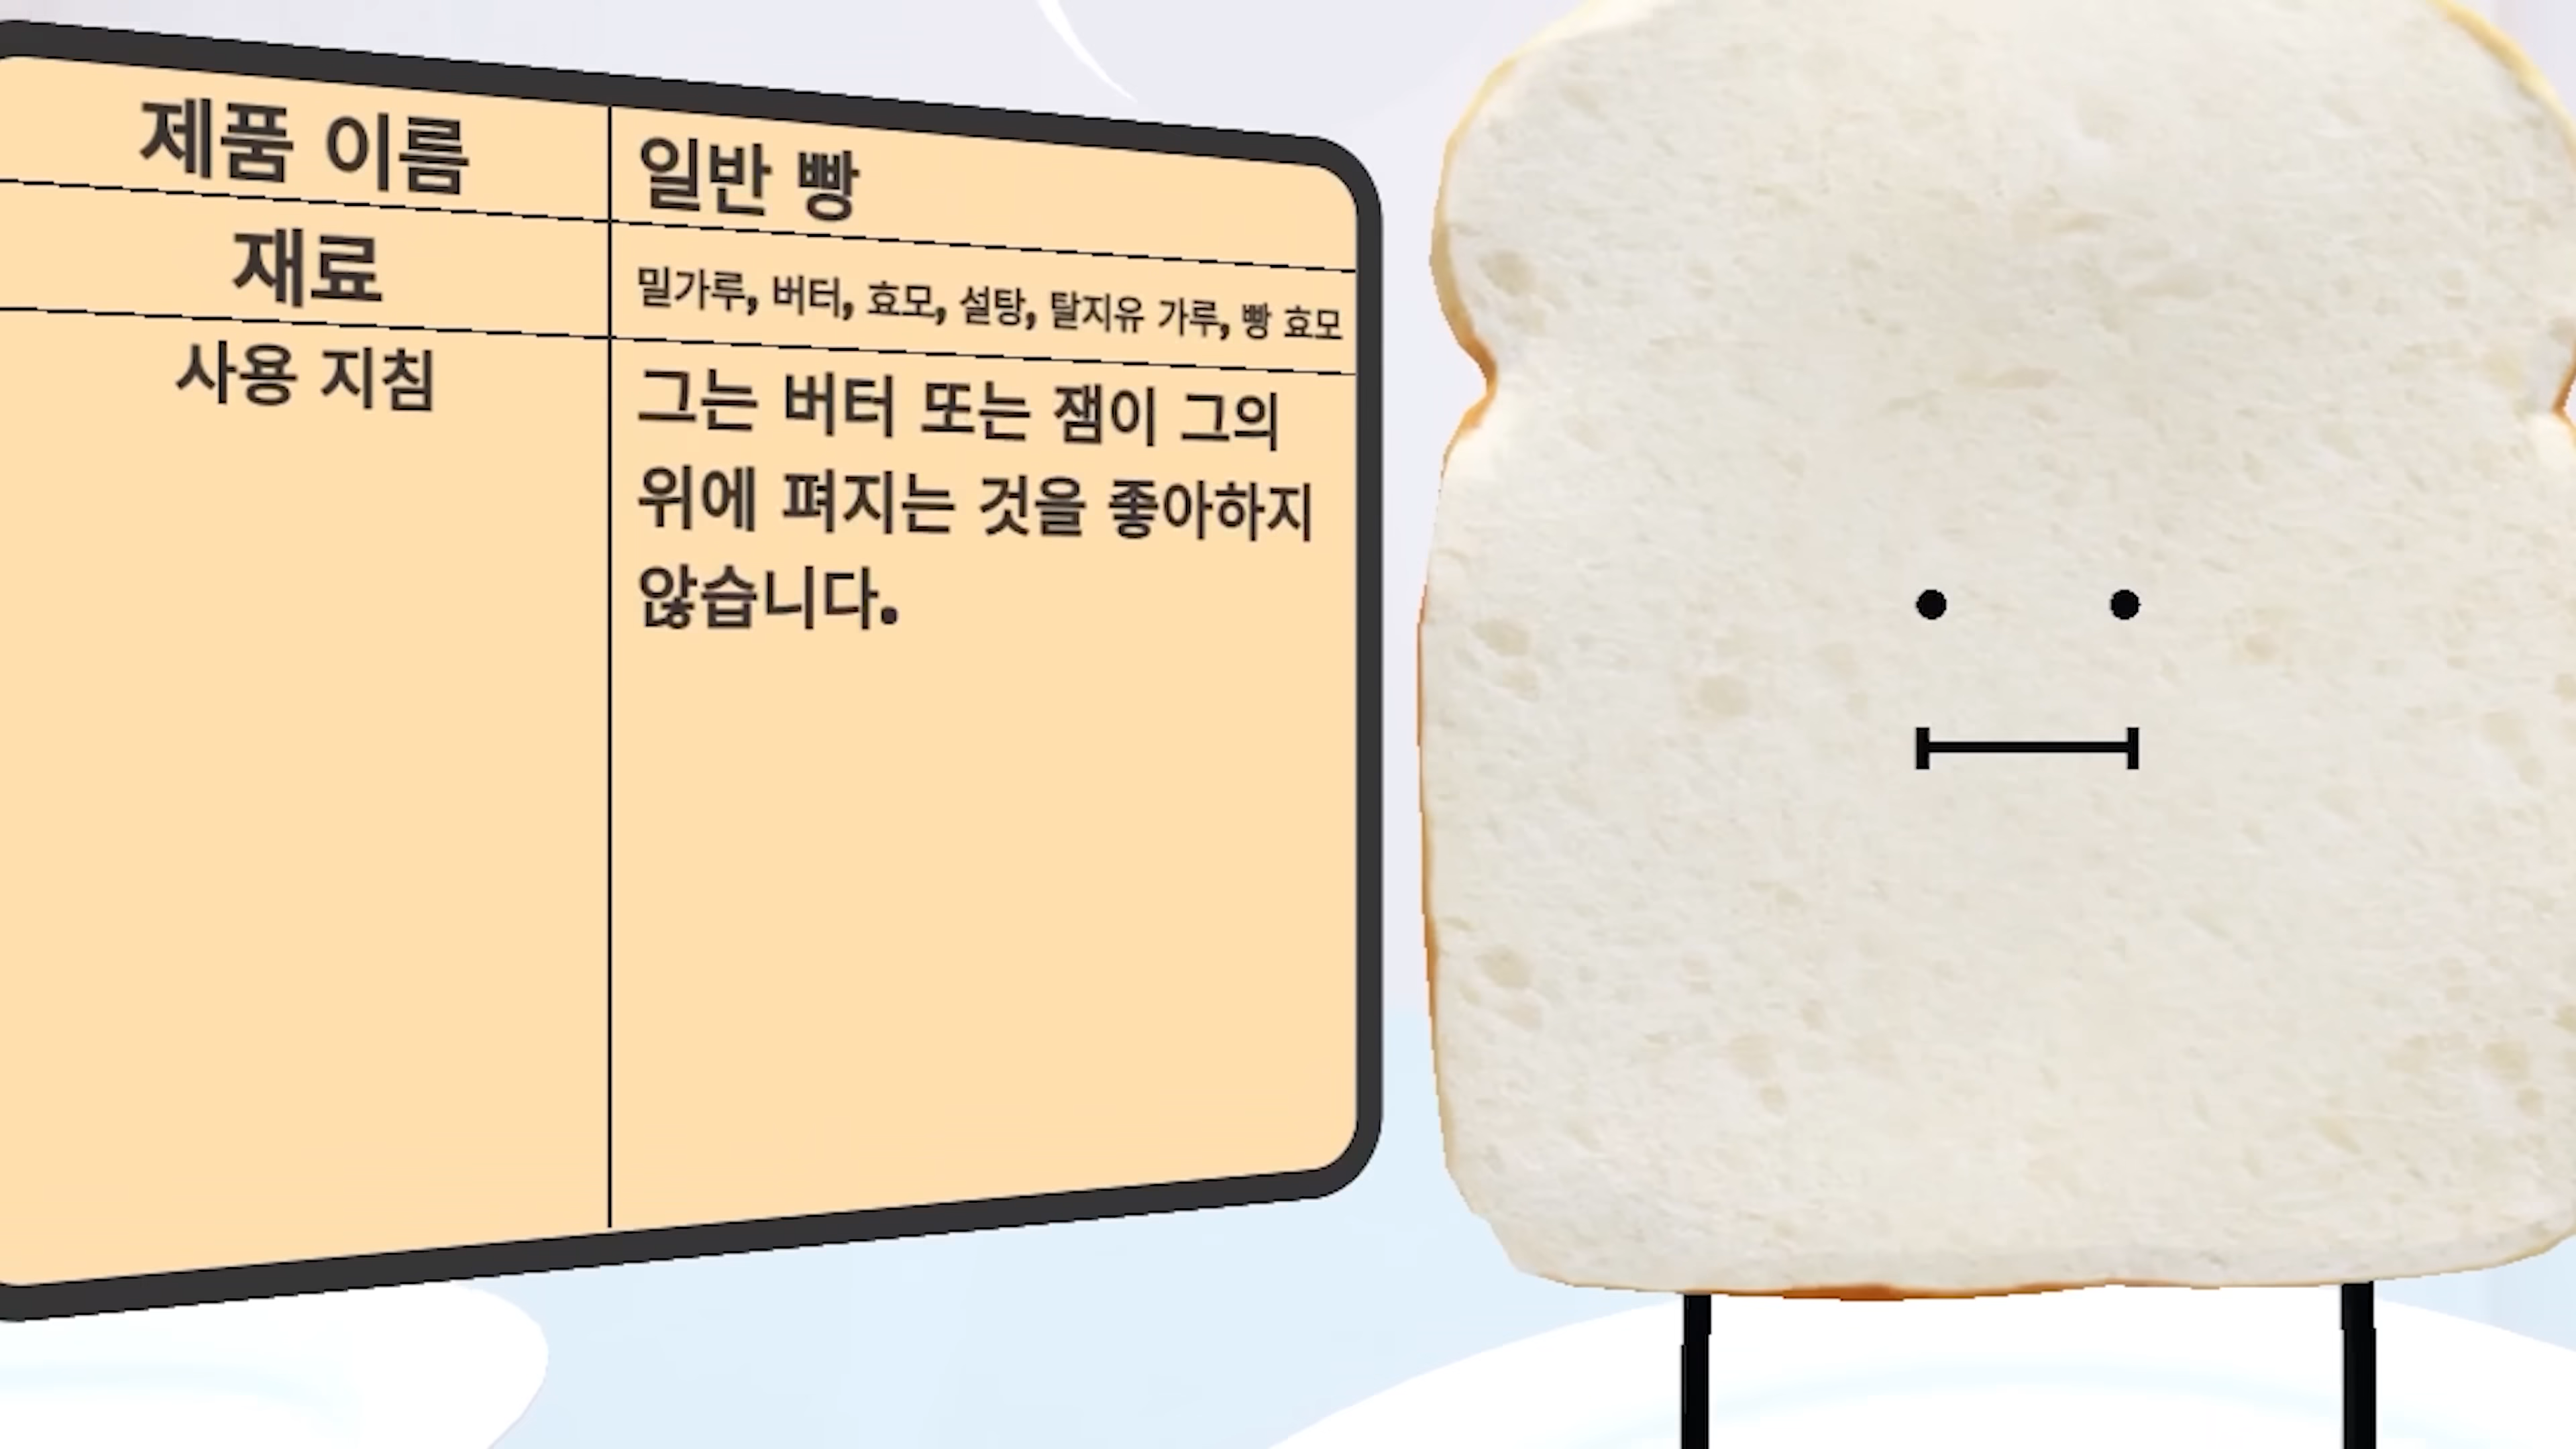 제품 이름
일반 빵
재료
밀가루, 버터, 효모, 설탕, 탈지유 가루, 빵 효모
사용 지침
그는 버터 또는 잼이 그의
위에 펴지는 것을 좋아하지
않습니다.